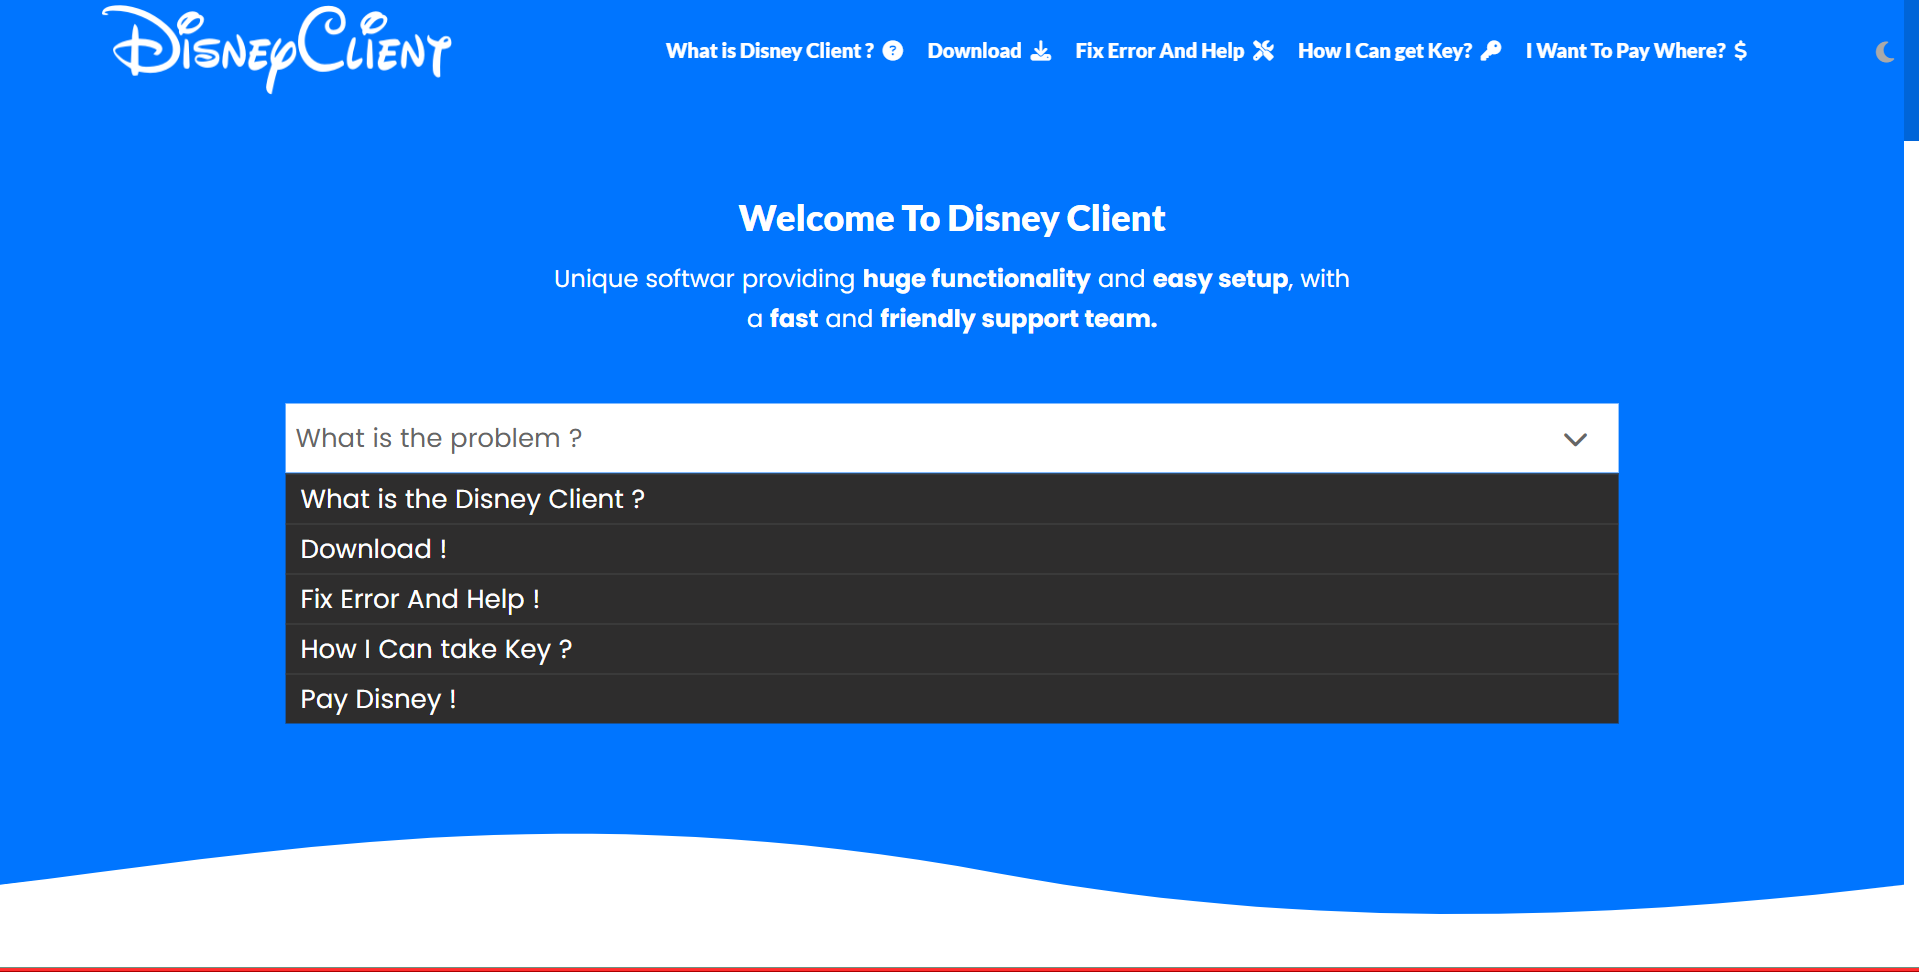 DisneyClient
What is Disney Client ? Download Fix Error And Help How I Can get Key? I Want To Pay Where? $
Welcome To Disney Client
Unique softwar providing huge functionality and easy setup, with
a fast and friendly support team.
What is the problem ?
What is the Disney Client ?
Download !
Fix Error And Help !
How I Can take Key ?
Pay Disney !